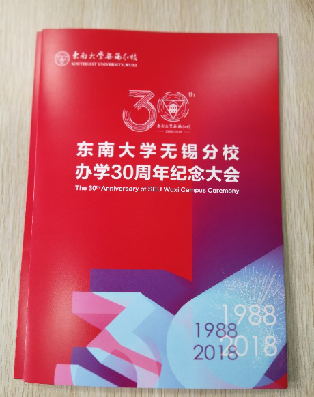 东南大学无锡分校
SOUTHEAST UNIVERSITY, WUXI
30th
东南大学无锡分校
办学30周年纪念大会
The 30th Anniversary of SEU Wuxi Campus Ceremony
1988
2018
1988
2018